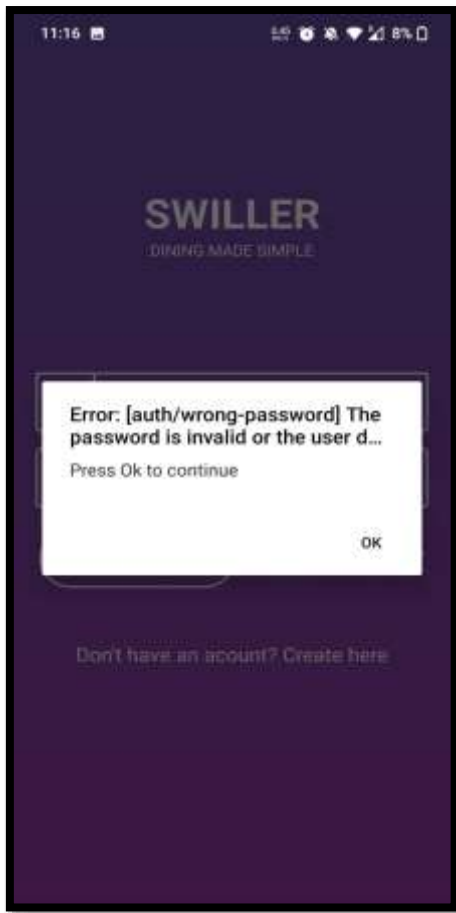 11:16
8%
SWILLER
DINING MADE SIMPLE
Error: [auth/wrong-password] The
password is invalid or the user d...
Press Ok to continue
OK
Don't have an acount? Create here